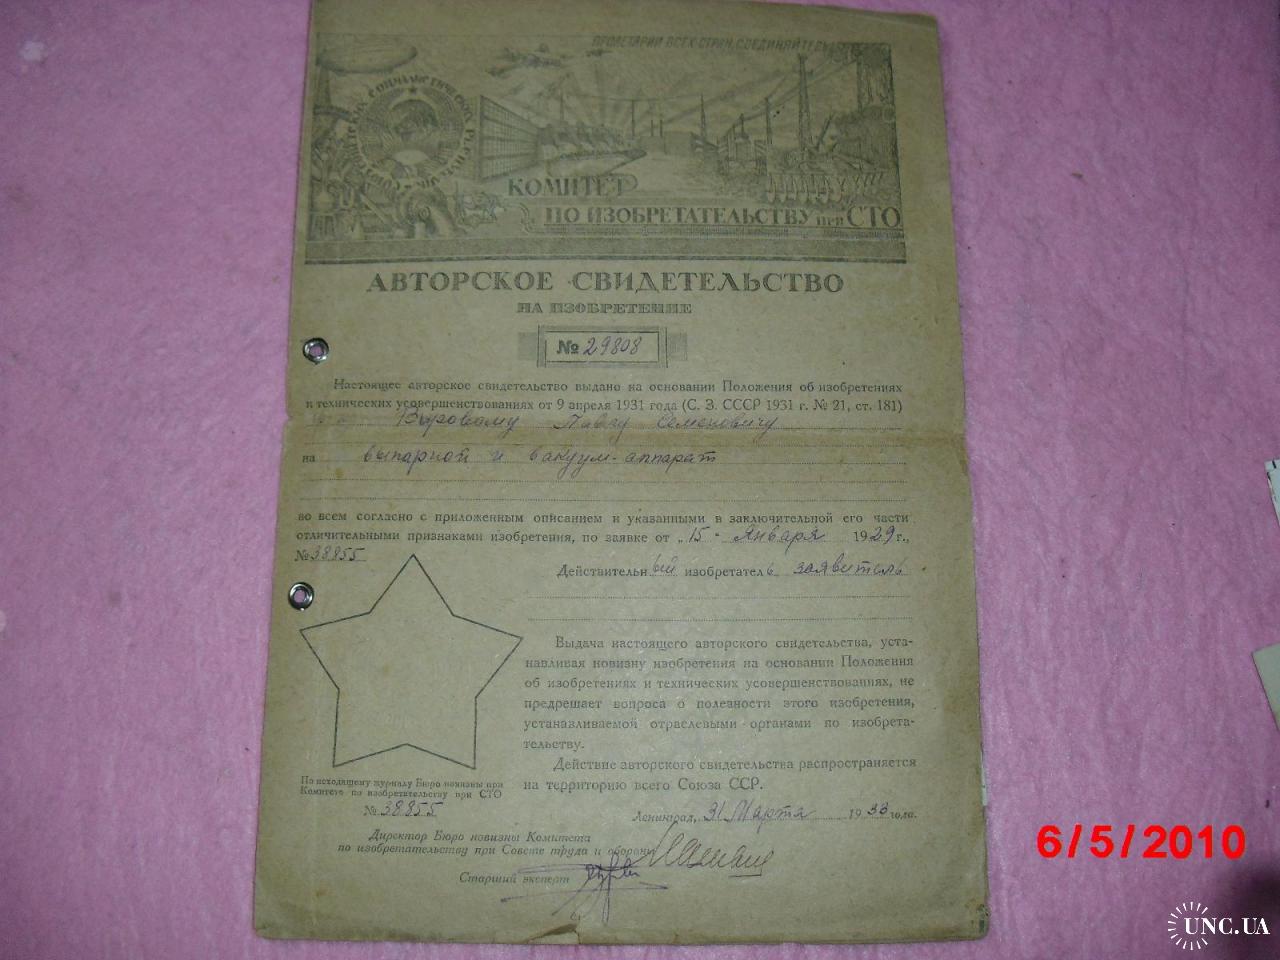 ПРОЛЕТАРИИ ВСЕХ СТРАН, СОЕДИНЯЙТЕСЬ
КОМИТЕТ
ПО ИЗОБРЕТАТЕЛЬСТВУ ПРИ СТО
АВТОРСКОЕ СВИДЕТЕЛЬСТВО
НА ИЗОБРЕТЕНИЕ
№ 29808
Настоящее авторское свидетельство выдано на основании Положения об изобретениях
и технических усовершенствованиях от 9 апреля 1931 года (С. З. СССР 1931 г. № 21, ст. 181)
Павлу Семеновичу
на выпарной и вакуум-аппарат
во всем согласно с приложенным описанием и указанными в заключительной его части
отличительными признаками изобретения, по заявке от „15- Января 1929 г.,
№ 38855
Действительный изобретатель заявитель
Выдача настоящего авторского свидетельства, уста-
навливая новизну изобретения на основании Положения
об изобретениях и технических усовершенствованиях, не
предрешает вопроса о полезности этого изобретения,
устанавливаемой отраслевыми органами по изобрета-
тельству.
Действие авторского свидетельства распространяется
на территорию всего Союза ССР.
По исходящему журналу Бюро новизны при
Комитете по изобретательству при СТО
№ 38855
Ленинград, 31 Марта 1933 года.
Директор Бюро новизны Комитета
по изобретательству при Совете труда и обороны
Старший эксперт
6/5/2010
UNC.UA